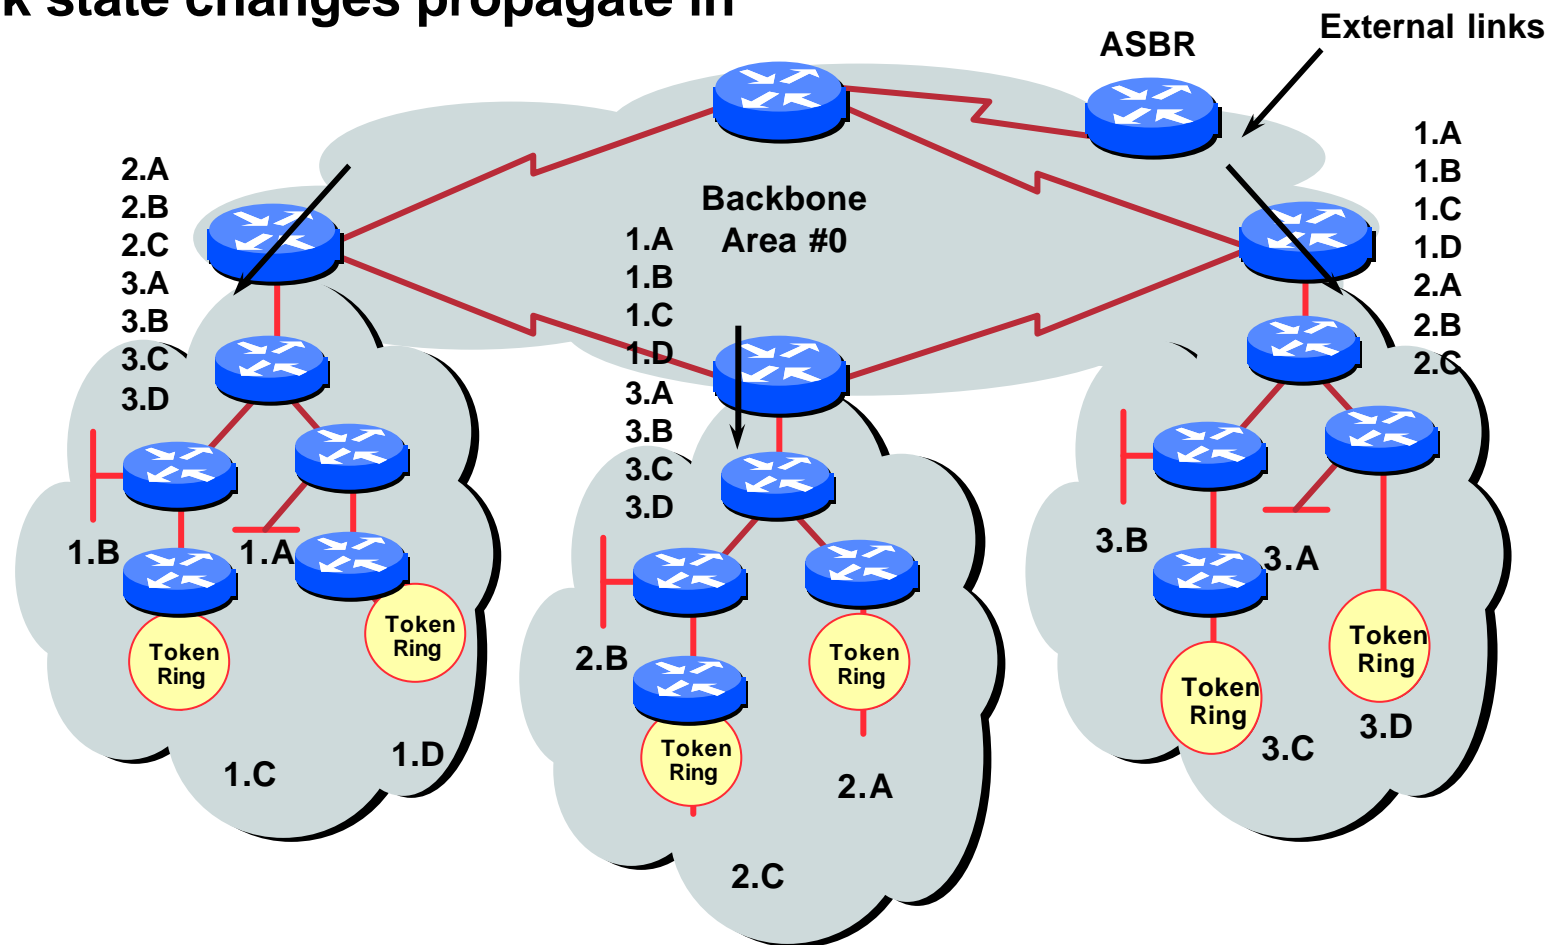 k state changes propagate in
External links
ASBR
1.A
1.B
1.C
1.D
2.A
2.B
2.C
2.A
2.B
2.C
3.A
3.B
3.C
3.D
Backbone
Area #0
1.A
1.B
1.C
1.D
3.A
3.B
3.C
3.D
1.B
1.A
Token
Ring
Token
Ring
1.C
1.D
2.B
Token
Ring
Token
Ring
2.A
2.C
3.B
3.A
Token
Ring
Token
Ring
3.C
3.D